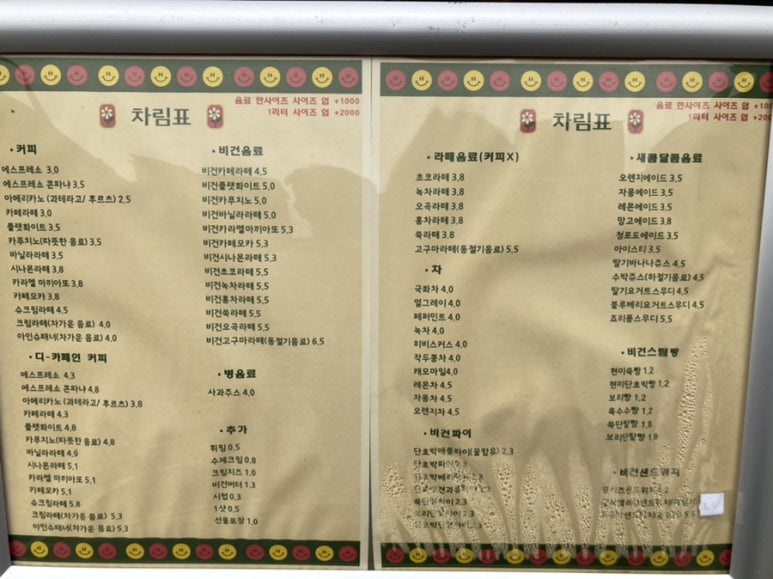 음료 한사이즈 사이즈 업 +1000
1리터 사이즈 업 +2000
차림표
• 커피
에스프레소 3,0
에스프레소 콘파나 3,5
아메리카노 (과테라고/ 후르츠) 2,5
카페라떼 3,0
플랫화이트 3,5
카푸치노(따뜻한 음료) 3,5
바닐라라떼 3,5
시나몬라떼 3,8
카라멜 마끼아또 3,8
카페모카 3,8
슈크림라떼 4,5
크림라떼(차가운 음료) 4,0
아인슈패너(차가운 음료) 4,0
• 디-카페인 커피
에스프레소 4,3
에스프레소 콘파나 4,8
아메리카노 (과테라고/ 후르츠) 3,8
카페라떼 4,3
플랫화이트 4,8
카푸치노(따뜻한 음료) 4,8
바닐라라떼 4,9
시나몬라떼 5,1
카라멜 마끼아또 5,1
카페모카 5,1
슈크림라떼 5,8
크림라떼(차가운 음료) 5,3
아인슈패너(차가운 음료) 5,3
• 비건음료
비건카페라떼 4,5
비건플랫화이트 5,0
비건카푸치노 5,0
비건바닐라라떼 5,0
비건카라멜마끼아또 5,3
비건카페모카 5,3
비건시나몬라떼 5,3
비건초코라떼 5,5
비건녹차라떼 5,5
비건홍차라떼 5,5
비건쑥라떼 5,5
비건오곡라떼 5,5
비건고구마라떼(동절기음료) 6,5
• 병음료
사과주스 4,0
• 추가
휘핑 0,5
수제크림 0,8
크림치즈 1,0
비건버터 1,3
시럽 0,3
1샷 0,5
선물포장 1,0
음료 한사이즈 사이즈 업 +100
1리터 사이즈 업 +200
차림표
• 라떼음료(커피X)
초코라떼 3,8
녹차라떼 3,8
오곡라떼 3,8
홍차라떼 3,8
쑥라떼 3,8
고구마라떼(동절기음료) 5,5
• 차
국화차 4,0
얼그레이 4,0
페퍼민트 4,0
녹차 4,0
히비스커스 4,0
작두콩차 4,0
캐모마일4,0
레몬차 4,5
자몽차 4,5
오렌지차 4,5
• 비건파이
단호박애플파이(꿀함유) 2,3
• 새콤달콤음료
오렌지에이드 3,5
자몽에이드 3,5
레몬에이드 3,5
망고에이드 3,8
청포도에이드 3,5
아이스티 3,5
딸기바나나쥬스 4,5
수박쥬스(하절기음료) 4,5
딸기요거트스무디 4,5
블루베리요거트스무디 4,5
죠리퐁스무디 5,5
• 비건스팀빵
현미쑥빵 1,2
현미단호박빵 1,2
보리빵 1,2
옥수수빵 1,2
쑥단팥빵 1,8
보리단팥빵 1,8
• 비건샌드위치